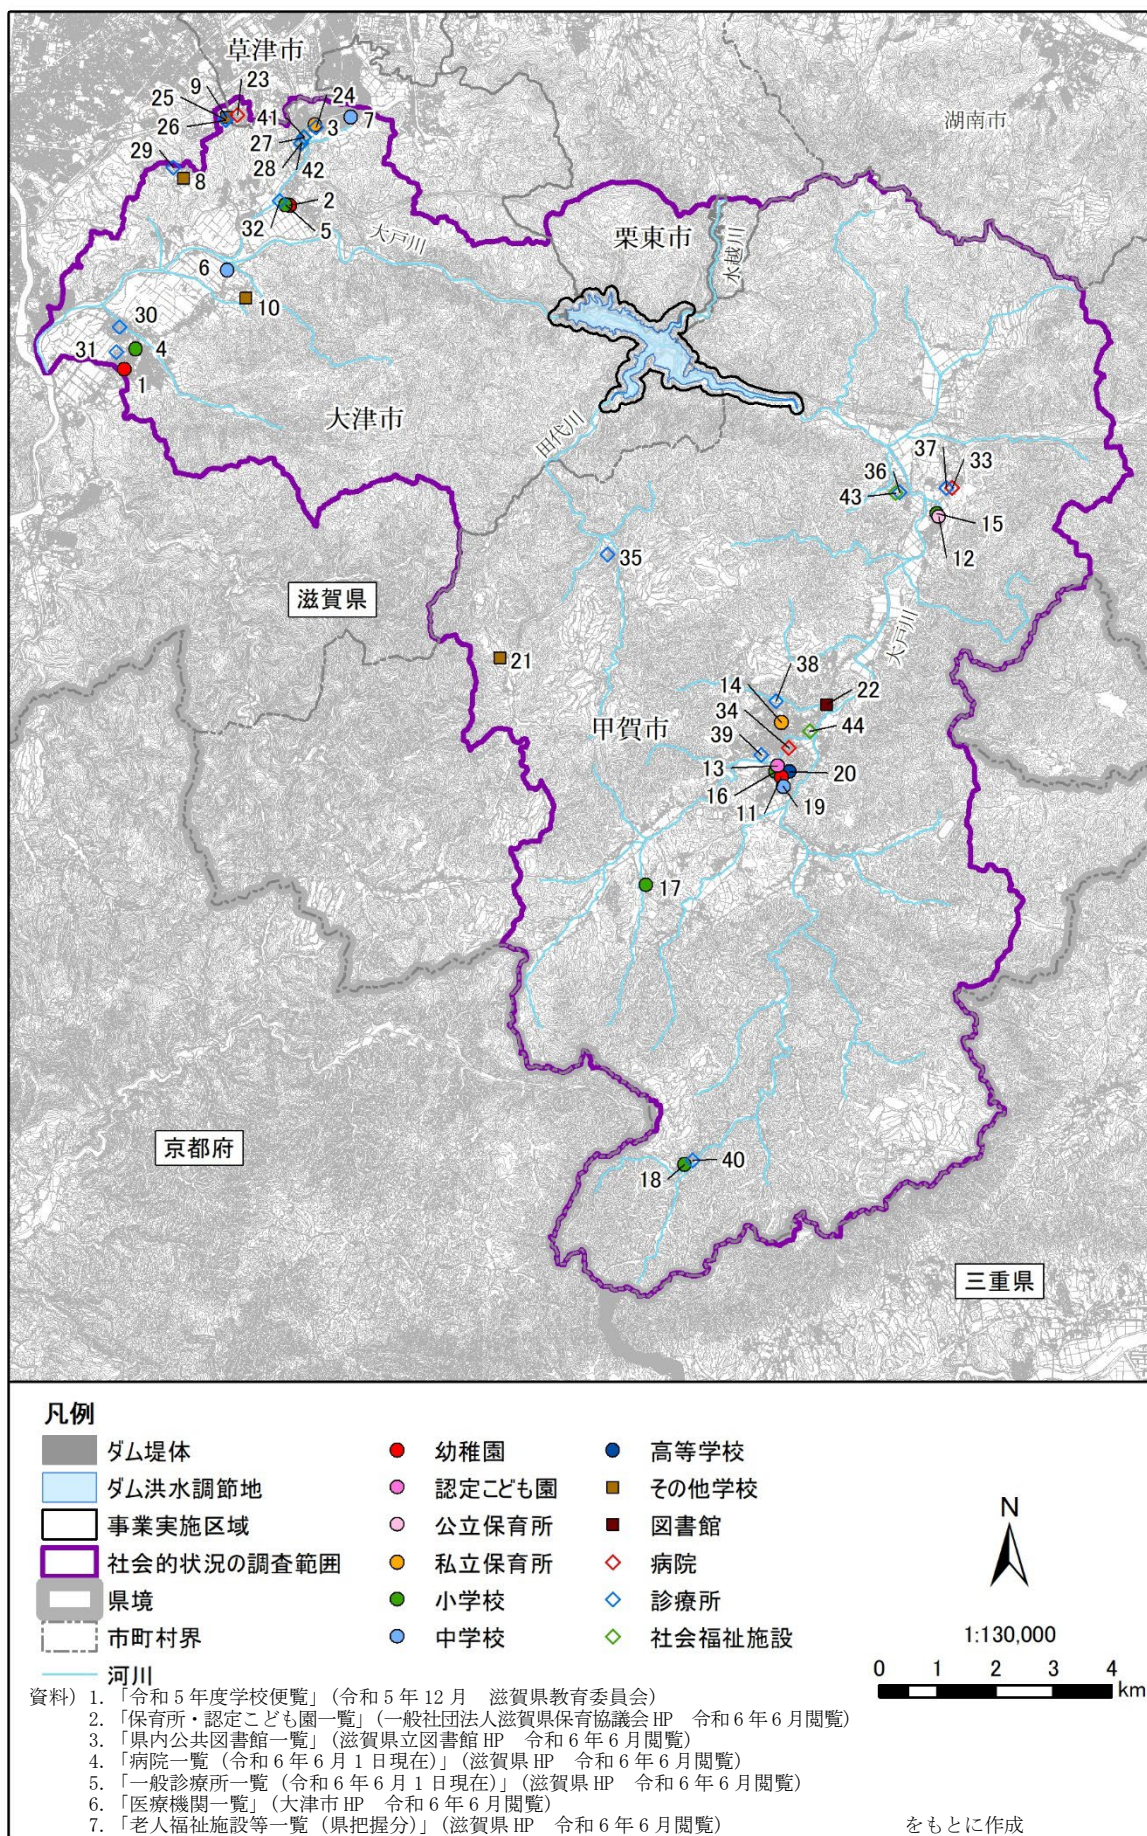 草津市
9
23
25
26
41
24
3
7
27
28
42
29
8
2
32
5
湖南市
栗東市
水越川
大戸川
6
10
30
31
4
1
大津市
田代川
37
33
36
43
15
12
35
滋賀県
21
大戸川
38
14
22
34
44
甲賀市
39
13
20
16
11
19
17
京都府
18
40
三重県
凡例
ダム堤体
ダム洪水調節地
事業実施区域
社会的状況の調査範囲
県境
市町村界
河川
幼稚園
認定こども園
公立保育所
私立保育所
小学校
中学校
高等学校
その他学校
図書館
病院
診療所
社会福祉施設
N
1:130,000
0 1 2 3 4
km
資料) 1. 「令和5年度学校便覧」(令和5年12月 滋賀県教育委員会)
2. 「保育所・認定こども園一覧」(一般社団法人滋賀県保育協議会HP 令和6年6月閲覧)
3. 「県内公共図書館一覧」(滋賀県立図書館HP 令和6年6月閲覧)
4. 「病院一覧(令和6年6月1日現在)」(滋賀県HP 令和6年6月閲覧)
5. 「一般診療所一覧(令和6年6月1日現在)」(滋賀県HP 令和6年6月閲覧)
6. 「医療機関一覧」(大津市HP 令和6年6月閲覧)
7. 「老人福祉施設等一覧(県把握分)」(滋賀県HP 令和6年6月閲覧) をもとに作成